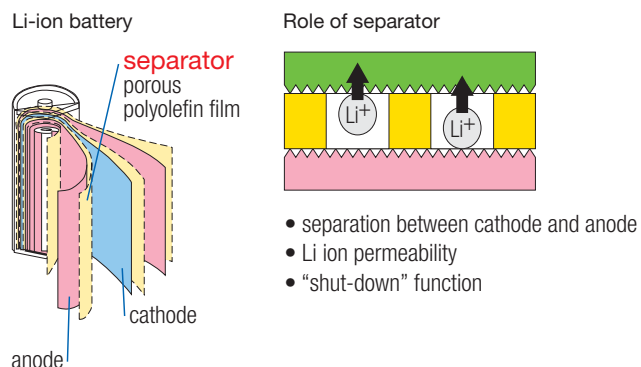 Li-ion battery
separator
porous
polyolefin film
cathode
anode
Role of separator
Li+
Li+
• separation between cathode and anode
• Li ion permeability
• “shut-down” function